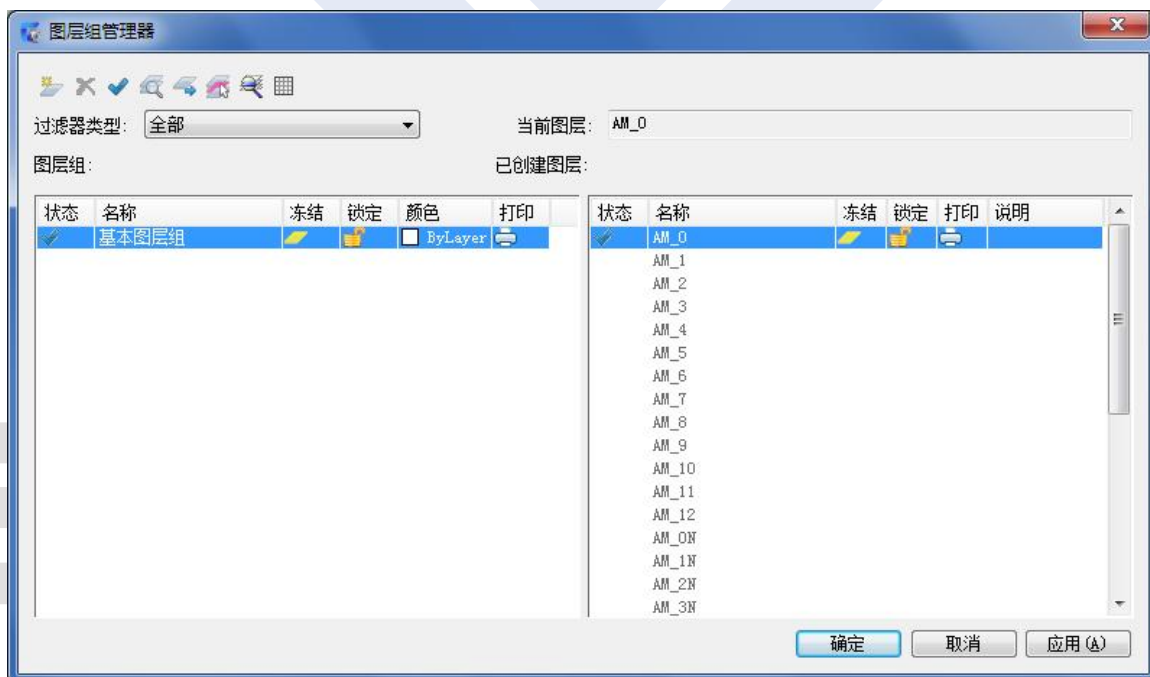 图层组管理器
过滤器类型: 全部 当前图层: AM_0
图层组: 已创建图层:
状态 名称 冻结 锁定 颜色 打印 状态 名称 冻结 锁定 打印 说明
基本图层组 ByLayer AM_0
AM_1
AM_2
AM_3
AM_4
AM_5
AM_6
AM_7
AM_8
AM_9
AM_10
AM_11
AM_12
AM_0N
AM_1N
AM_2N
AM_3N
确定 取消 应用(A)